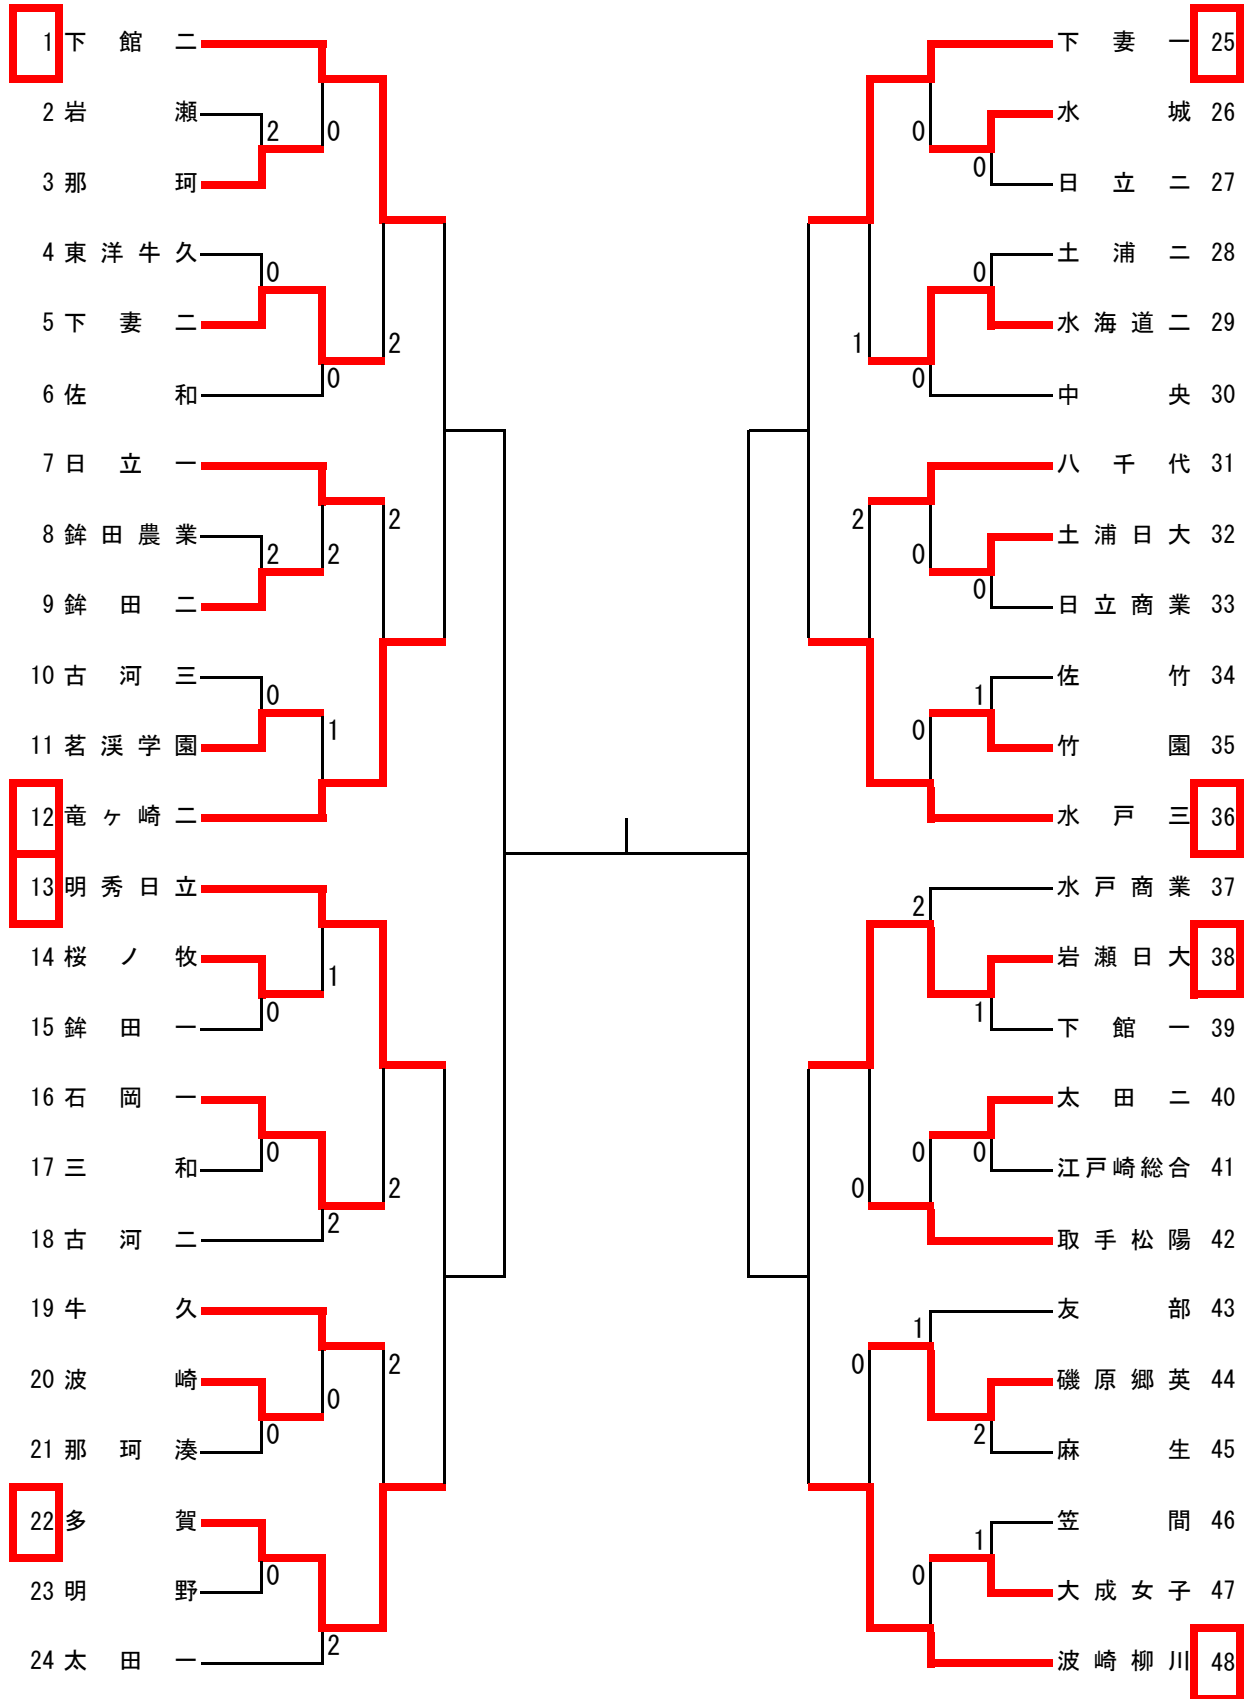 1 下館二
2 岩瀬
2
0
3 那珂
4 東洋牛久
0
5 下妻二
2
0
6 佐和
7 日立一
2
8 鉾田農業
2
2
9 鉾田二
10 古河三
0
1
11 茗溪学園
12 竜ヶ崎二
13 明秀日立
14 桜ノ牧
1
0
15 鉾田一
16 石岡一
0
17 三和
2
2
18 古河二
19 牛久
2
20 波崎
0
0
21 那珂湊
22 多賀
0
23 明野
2
24 太田一
下妻一 25
水城 26
0
0
日立二 27
土浦二 28
0
水海道二 29
1
0
中央 30
八千代 31
2
土浦日大 32
0
0
日立商業 33
佐竹 34
1
0
竹園 35
水戸三 36
水戸商業 37
2
岩瀬日大 38
1
下館一 39
太田二 40
0
0
江戸崎総合 41
0
取手松陽 42
友部 43
1
0
磯原郷英 44
2
麻生 45
笠間 46
1
0
大成女子 47
波崎柳川 48